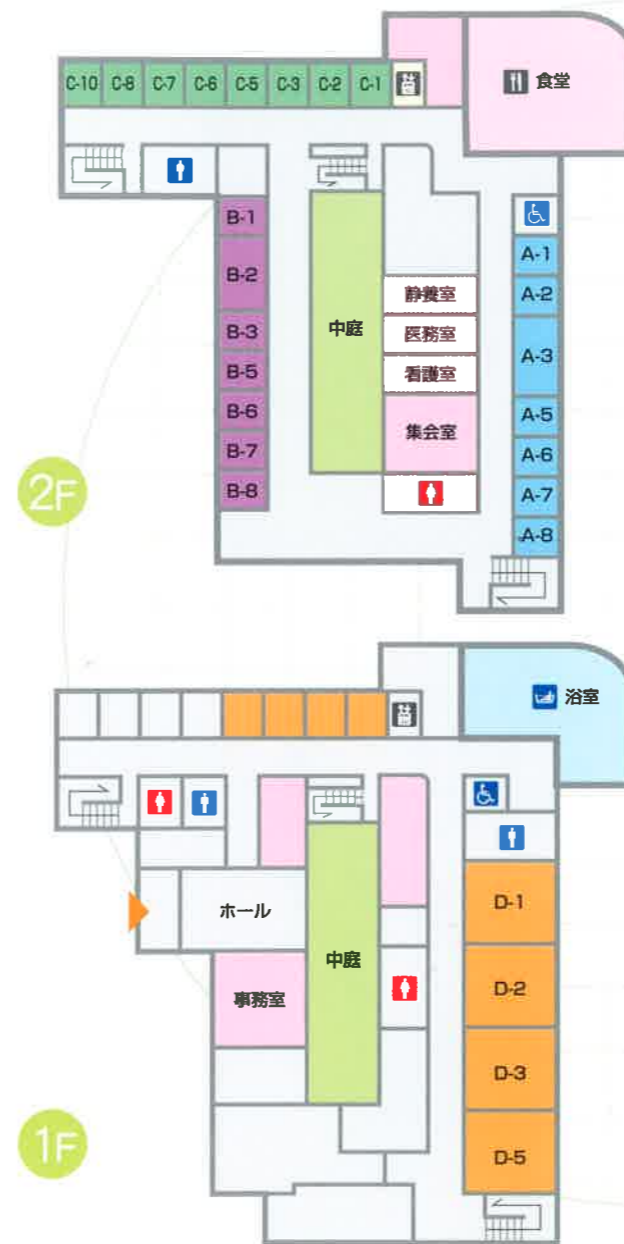 C-10 C-8 C-7 C-6 C-5 C-3 C-2 C-1
食堂
B-1
B-2
B-3
B-5
B-6
B-7
B-8
中庭
静養室
医務室
看護室
集会室
A-1
A-2
A-3
A-5
A-6
A-7
A-8
2F
浴室
ホール
中庭
事務室
D-1
D-2
D-3
D-5
1F